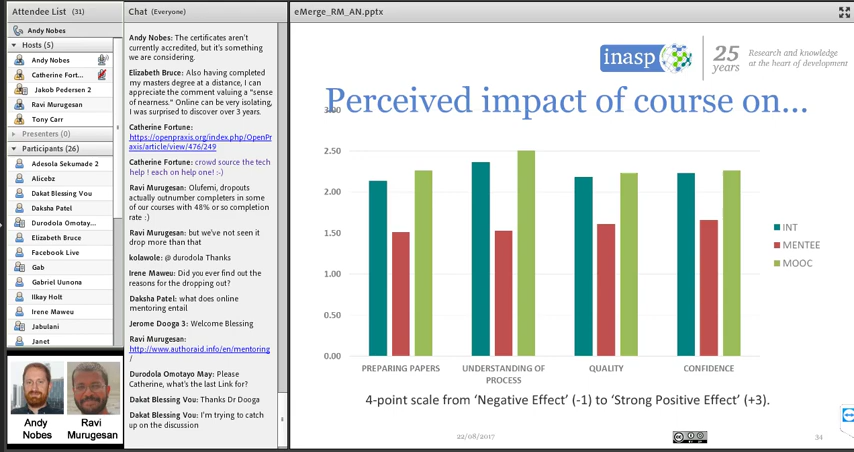 Attendee List (31)
Andy Nobes
Hosts (5)
Andy Nobes
Catherine Fort...
Jakob Pedersen 2
Ravi Murugesan
Tony Carr
Presenters (0)
Participants (26)
Adesola Sekumade 2
Alicebz
Dakat Blessing Vou
Daksha Patel
Durodola Omotay...
Elizabeth Bruce
Facebook Live
Gab
Gabriel Uunona
Ilkay Holt
Irene Maweu
Jabulani
Janet
Andy
Nobes
Ravi
Murugesan
Chat (Everyone)
Andy Nobes: The certificates aren't
currently accredited, but it's something
we are considering.
Elizabeth Bruce: Also having completed
my masters degree at a distance, I can
appreciate the comment valuing a "sense
of nearness." Online can be very isolating,
I was surprised to discover over 3 years.
Catherine Fortune:
https://openpraxis.org/index.php/OpenPr
axis/article/view/476/249
Catherine Fortune: crowd source the tech
help ! each on help one! :-)
Ravi Murugesan: Olufemi, dropouts
actually outnumber completers in some
of our courses with 48% or so completion
rate :)
Ravi Murugesan: but we've not seen it
drop more than that
kolawole: @ durodola Thanks
Irene Maweu: Did you ever find out the
reasons for the dropping out?
Daksha Patel: what does online
mentoring entail
Jerome Dooga 3: Welcome Blessing
Ravi Murugesan:
http://www.authoraid.info/en/mentoring
/
Durodola Omotayo May: Please
Catherine, what's the last Link for?
Dakat Blessing Vou: Thanks Dr Dooga
Dakat Blessing Vou: I'm trying to catch
up on the discussion
eMerge_RM_AN.pptx
inasp
25
years
Research and knowledge
at the heart of development
Perceived impact of course on...
3.00
2.50
2.00
1.50
1.00
0.50
0.00
PREPARING PAPERS
UNDERSTANDING OF
PROCESS
QUALITY
CONFIDENCE
INT
MENTEE
MOOC
4-point scale from 'Negative Effect' (-1) to 'Strong Positive Effect' (+3).
22/08/2017
34